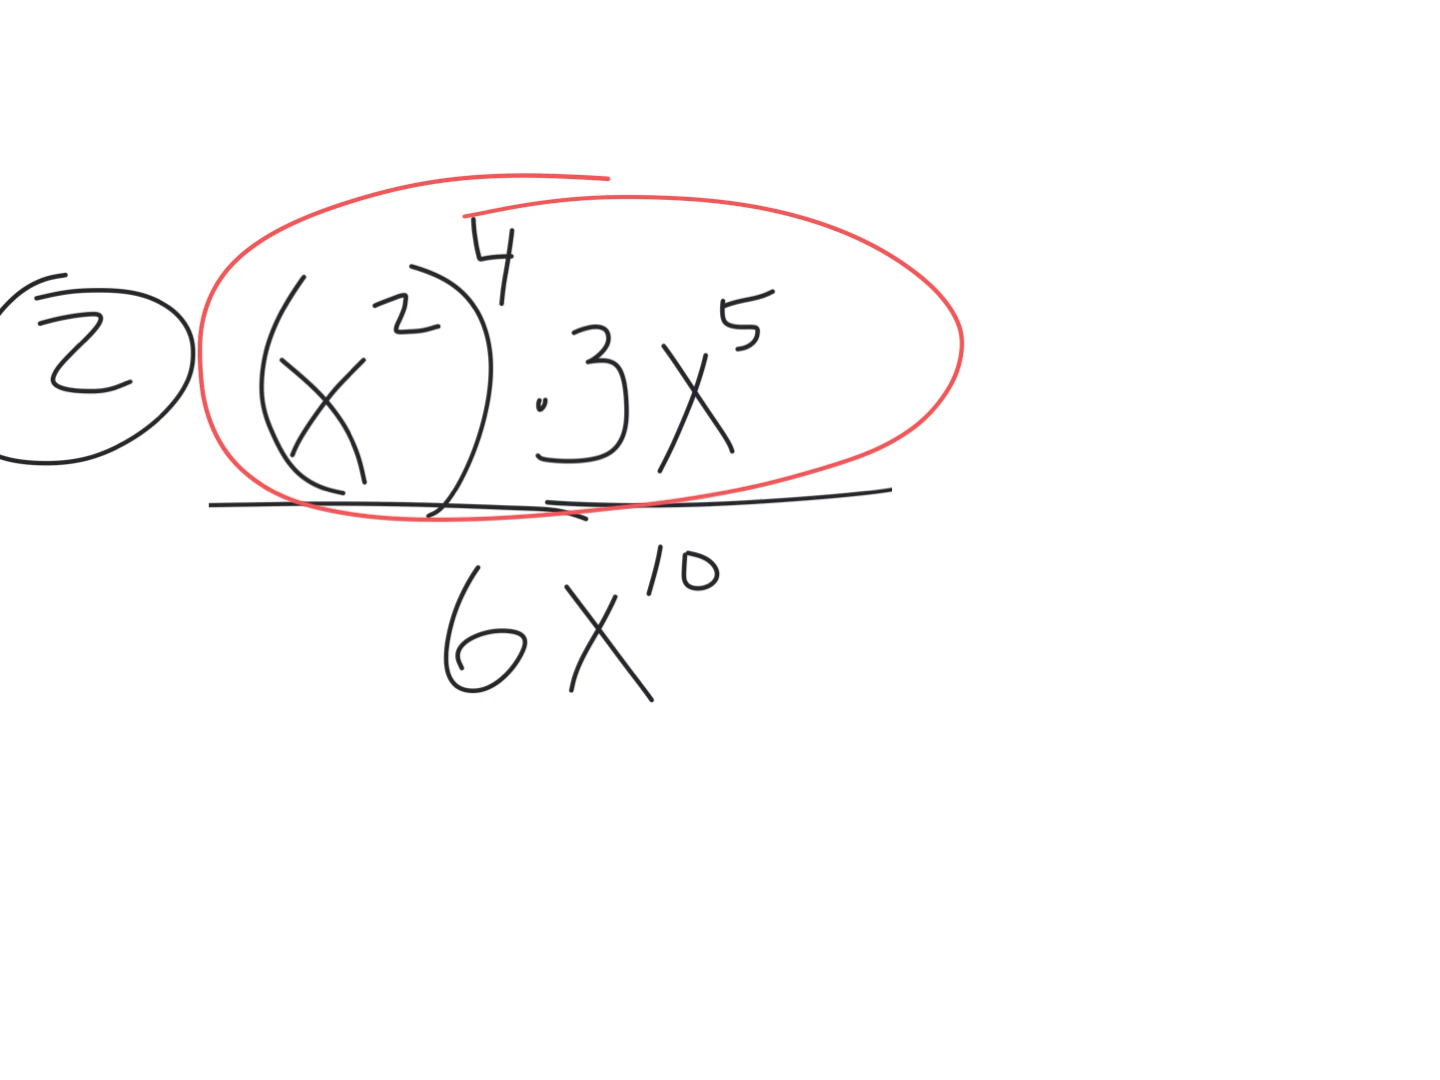 ② (x²)⁴ · 3x⁵
6x¹⁰